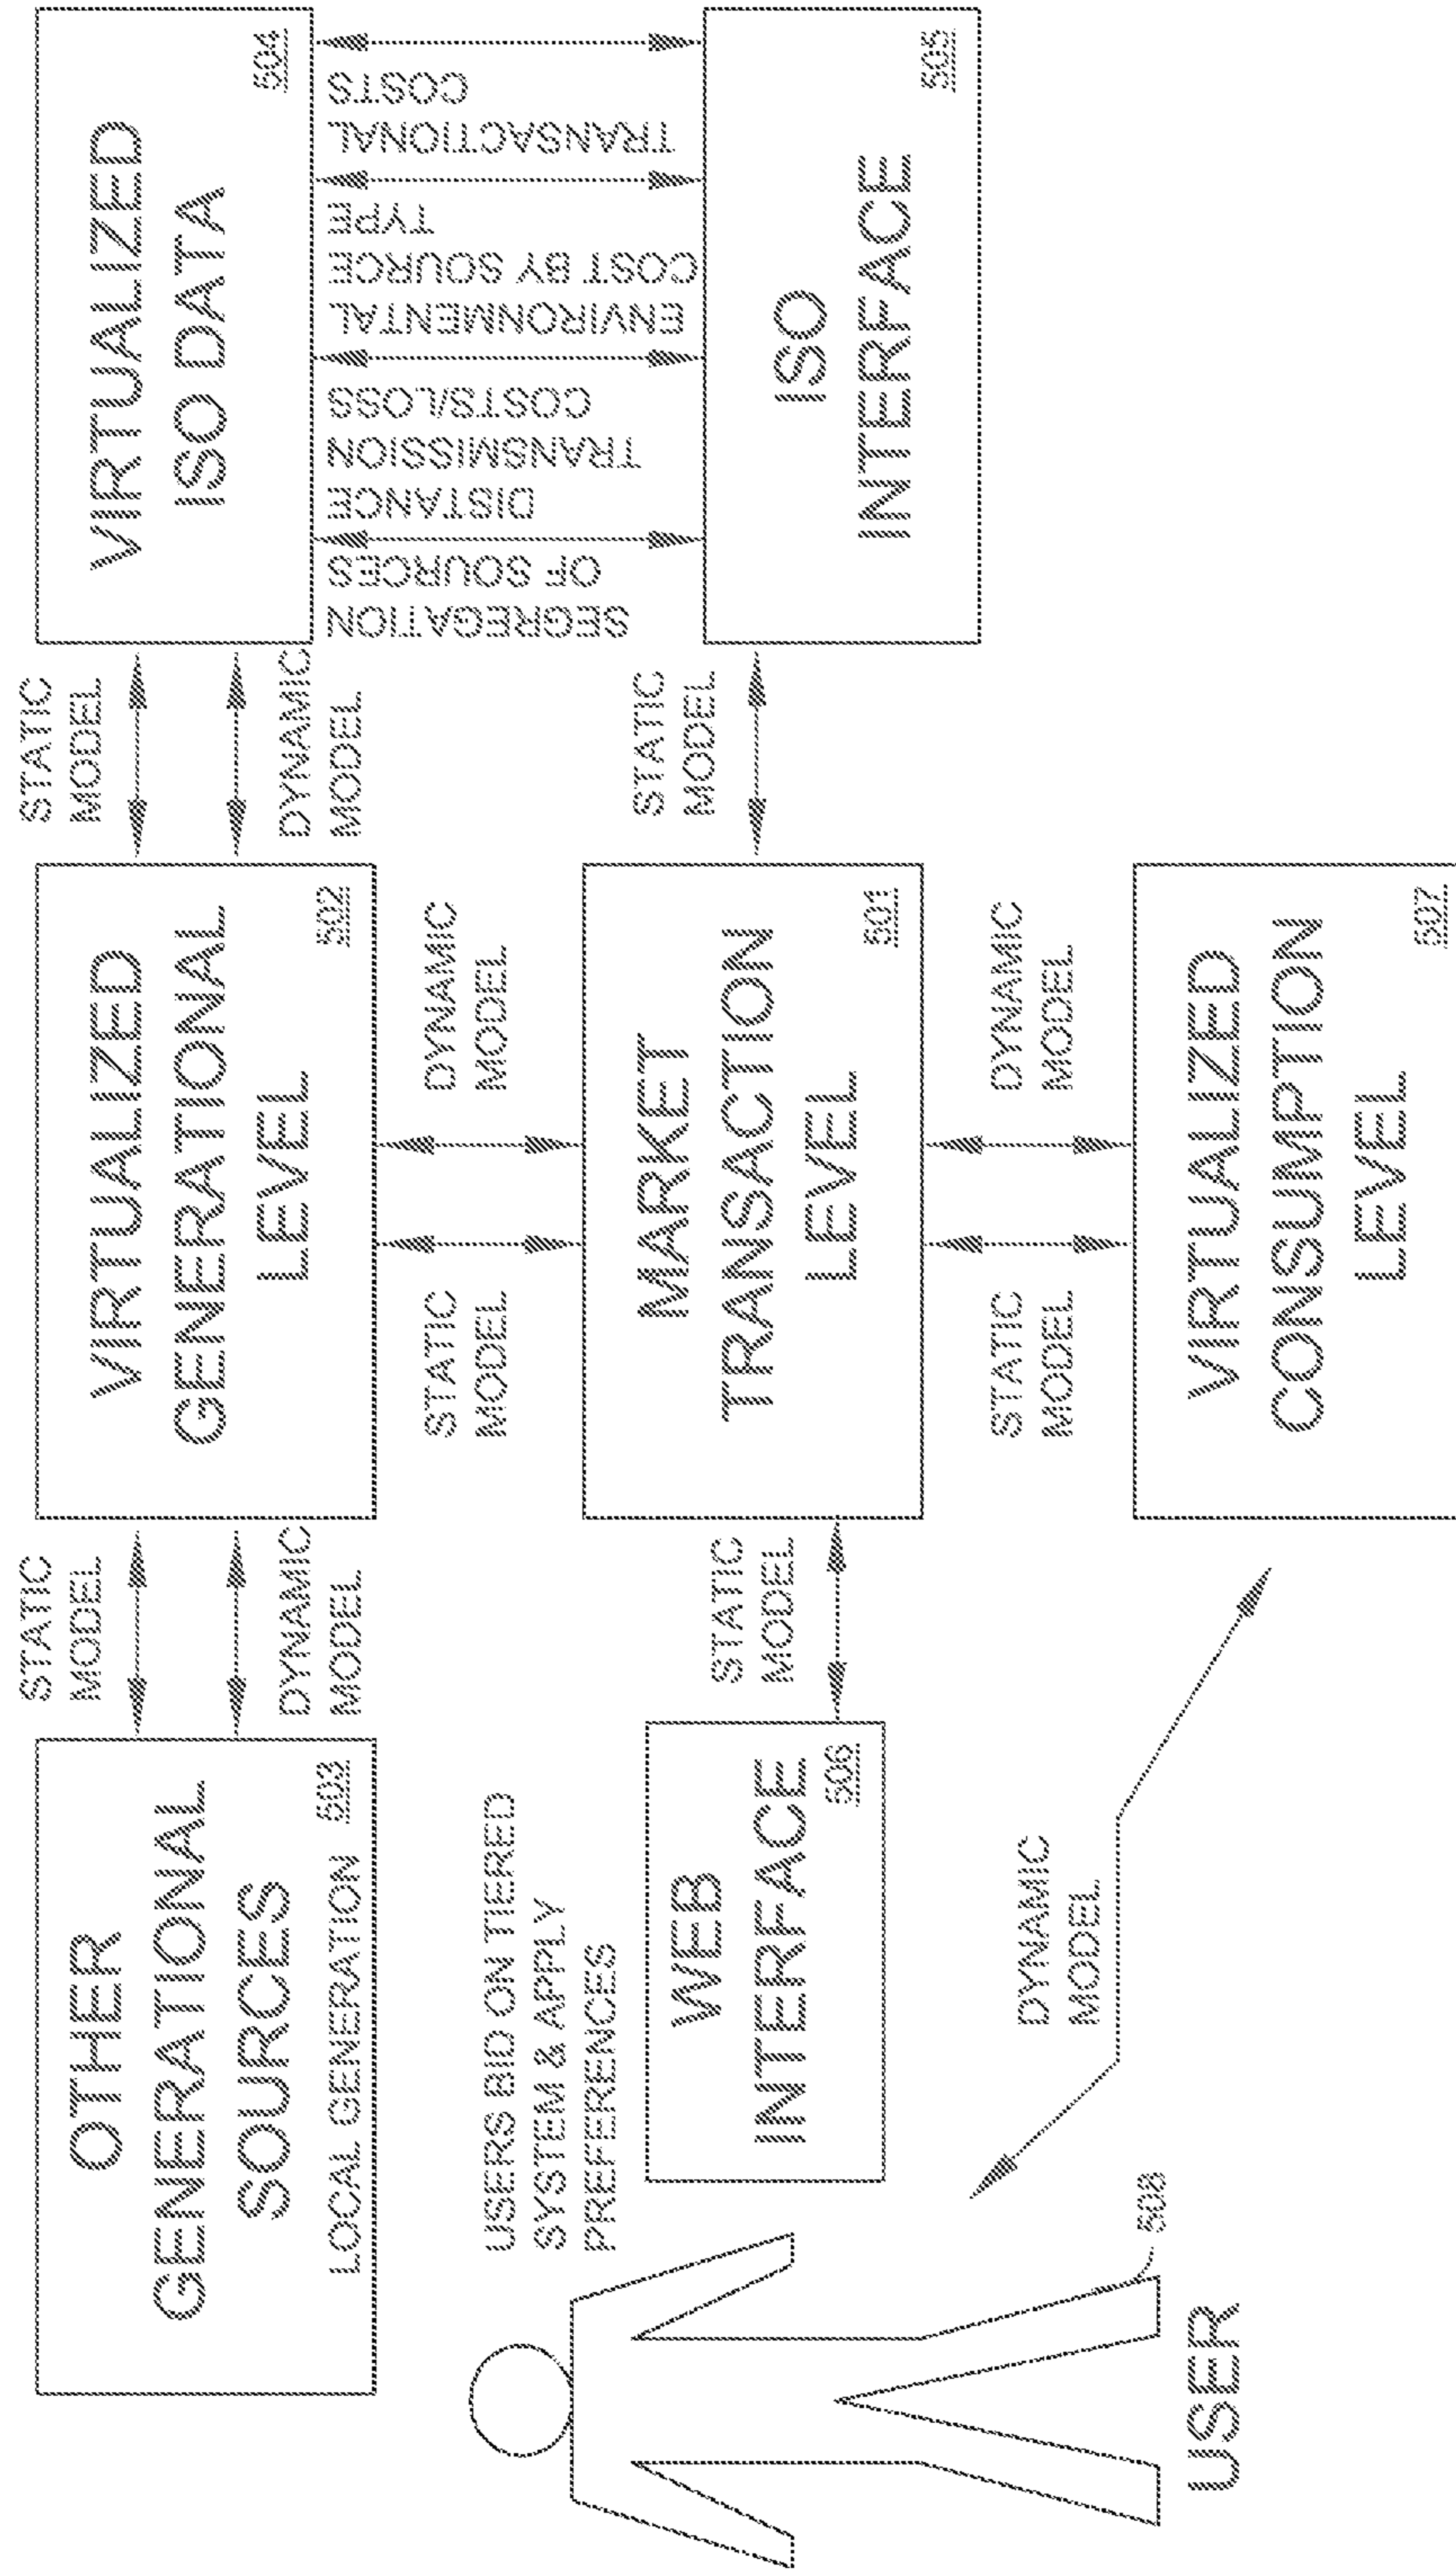 OTHER
GENERATIONAL
SOURCES
LOCAL GENERATION 503
STATIC
MODEL
DYNAMIC
MODEL
VIRTUALIZED
GENERATIONAL
LEVEL
502
STATIC
MODEL
DYNAMIC
MODEL
VIRTUALIZED
ISO DATA
504
SEGREGATION
OF SOURCES
DISTANCE
TRANSMISSION
COSTS/LOSS
ENVIRONMENTAL
COST BY SOURCE
TYPE
TRANSACTIONAL
COSTS
STATIC
MODEL
DYNAMIC
MODEL
USERS BID ON TIERED
SYSTEM & APPLY
PREFERENCES
WEB
INTERFACE
506
STATIC
MODEL
MARKET
TRANSACTION
LEVEL
501
STATIC
MODEL
ISO
INTERFACE
505
STATIC
MODEL
DYNAMIC
MODEL
DYNAMIC
MODEL
VIRTUALIZED
CONSUMPTION
LEVEL
507
508
USER